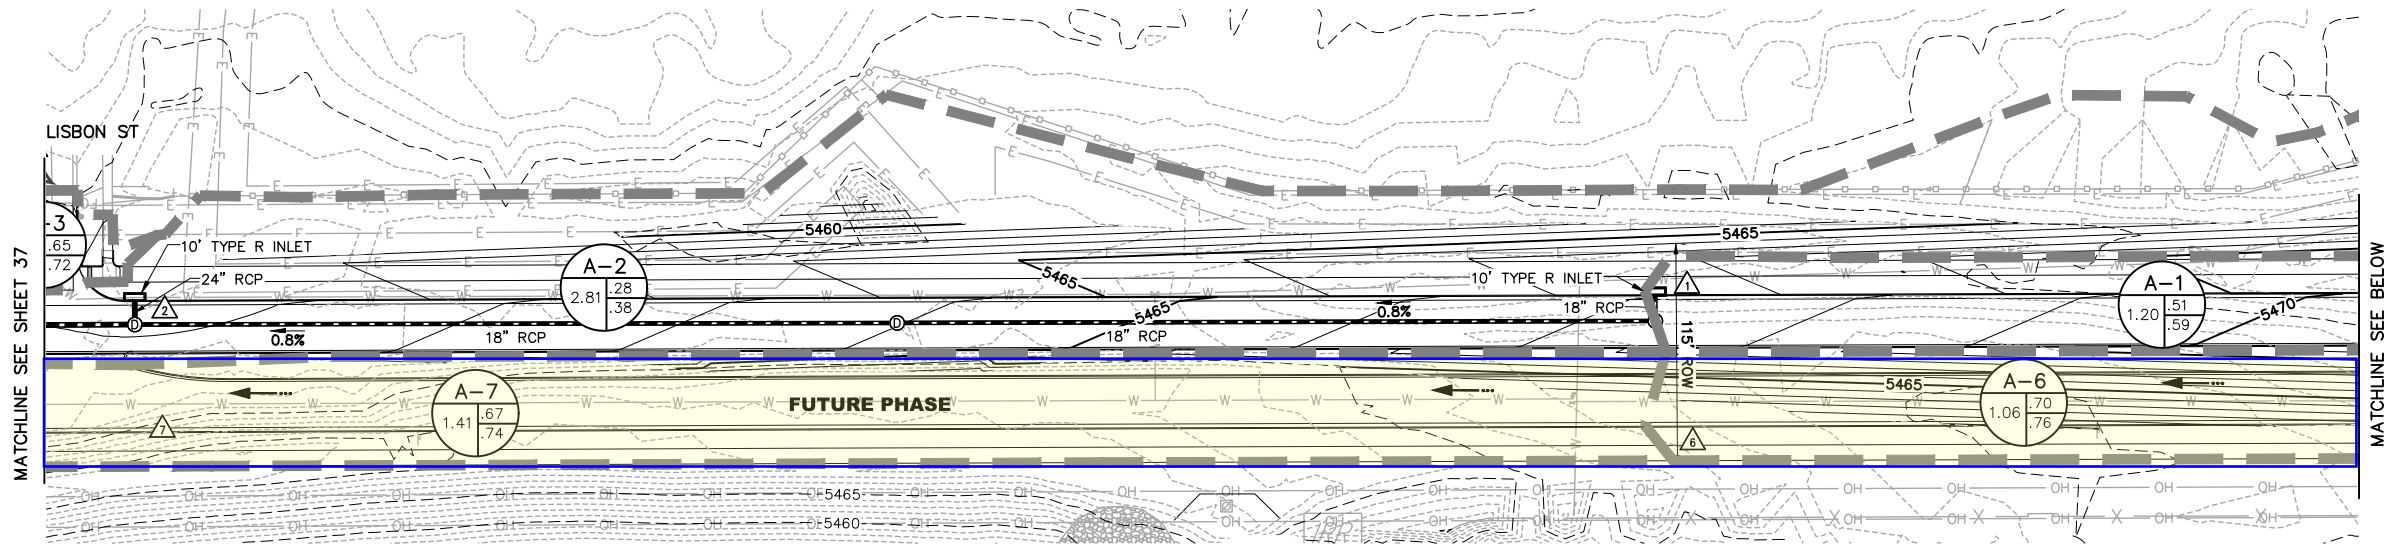 LISBON ST
MATCHLINE SEE SHEET 37
-3
.65
.72
10' TYPE R INLET
24" RCP
2
D
0.8%
18" RCP
A-2
2.81
.28
.38
5460
D
5465
5465
18" RCP
0.8%
5465
10' TYPE R INLET
18" RCP
1
115' ROW
A-1
1.20
.51
.59
5470
MATCHLINE SEE BELOW
A-7
1.41
.67
.74
7
FUTURE PHASE
5465
A-6
1.06
.70
.76
6
5465
5460